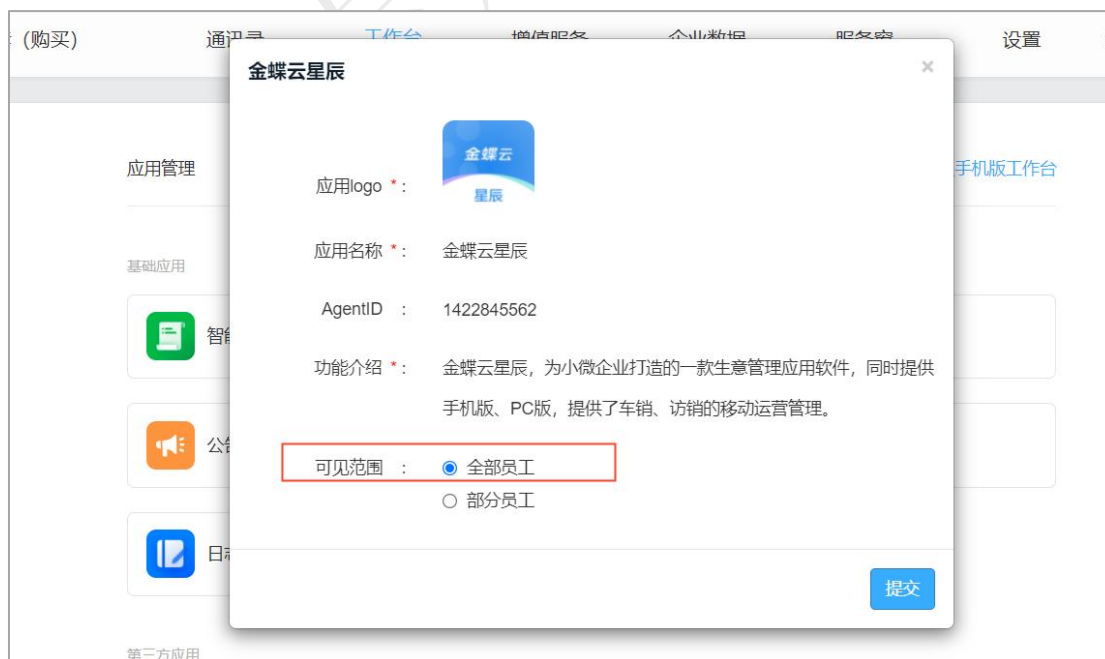 (购买)
通讯录
工作台
增值服务
企业数据
服务窗
设置
金蝶云星辰
×
应用管理
手机版工作台
应用logo * :
金蝶云
星辰
应用名称 * :
金蝶云星辰
基础应用
AgentID :
1422845562
智能
功能介绍 * :
金蝶云星辰，为小微企业打造的一款生意管理应用软件，同时提供
手机版、PC版，提供了车销、访销的移动运营管理。
公告
可见范围 :
全部员工
部分员工
日志
提交
第三方应用